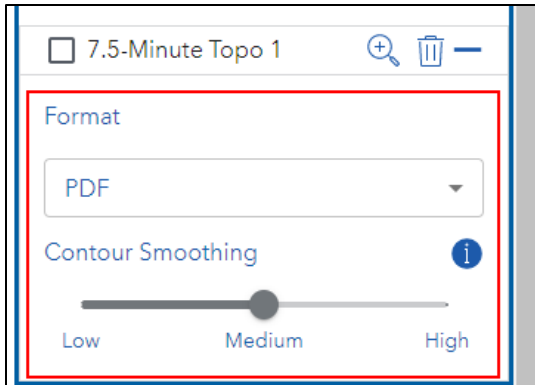 7.5-Minute Topo 1
Format
PDF
Contour Smoothing
Low Medium High